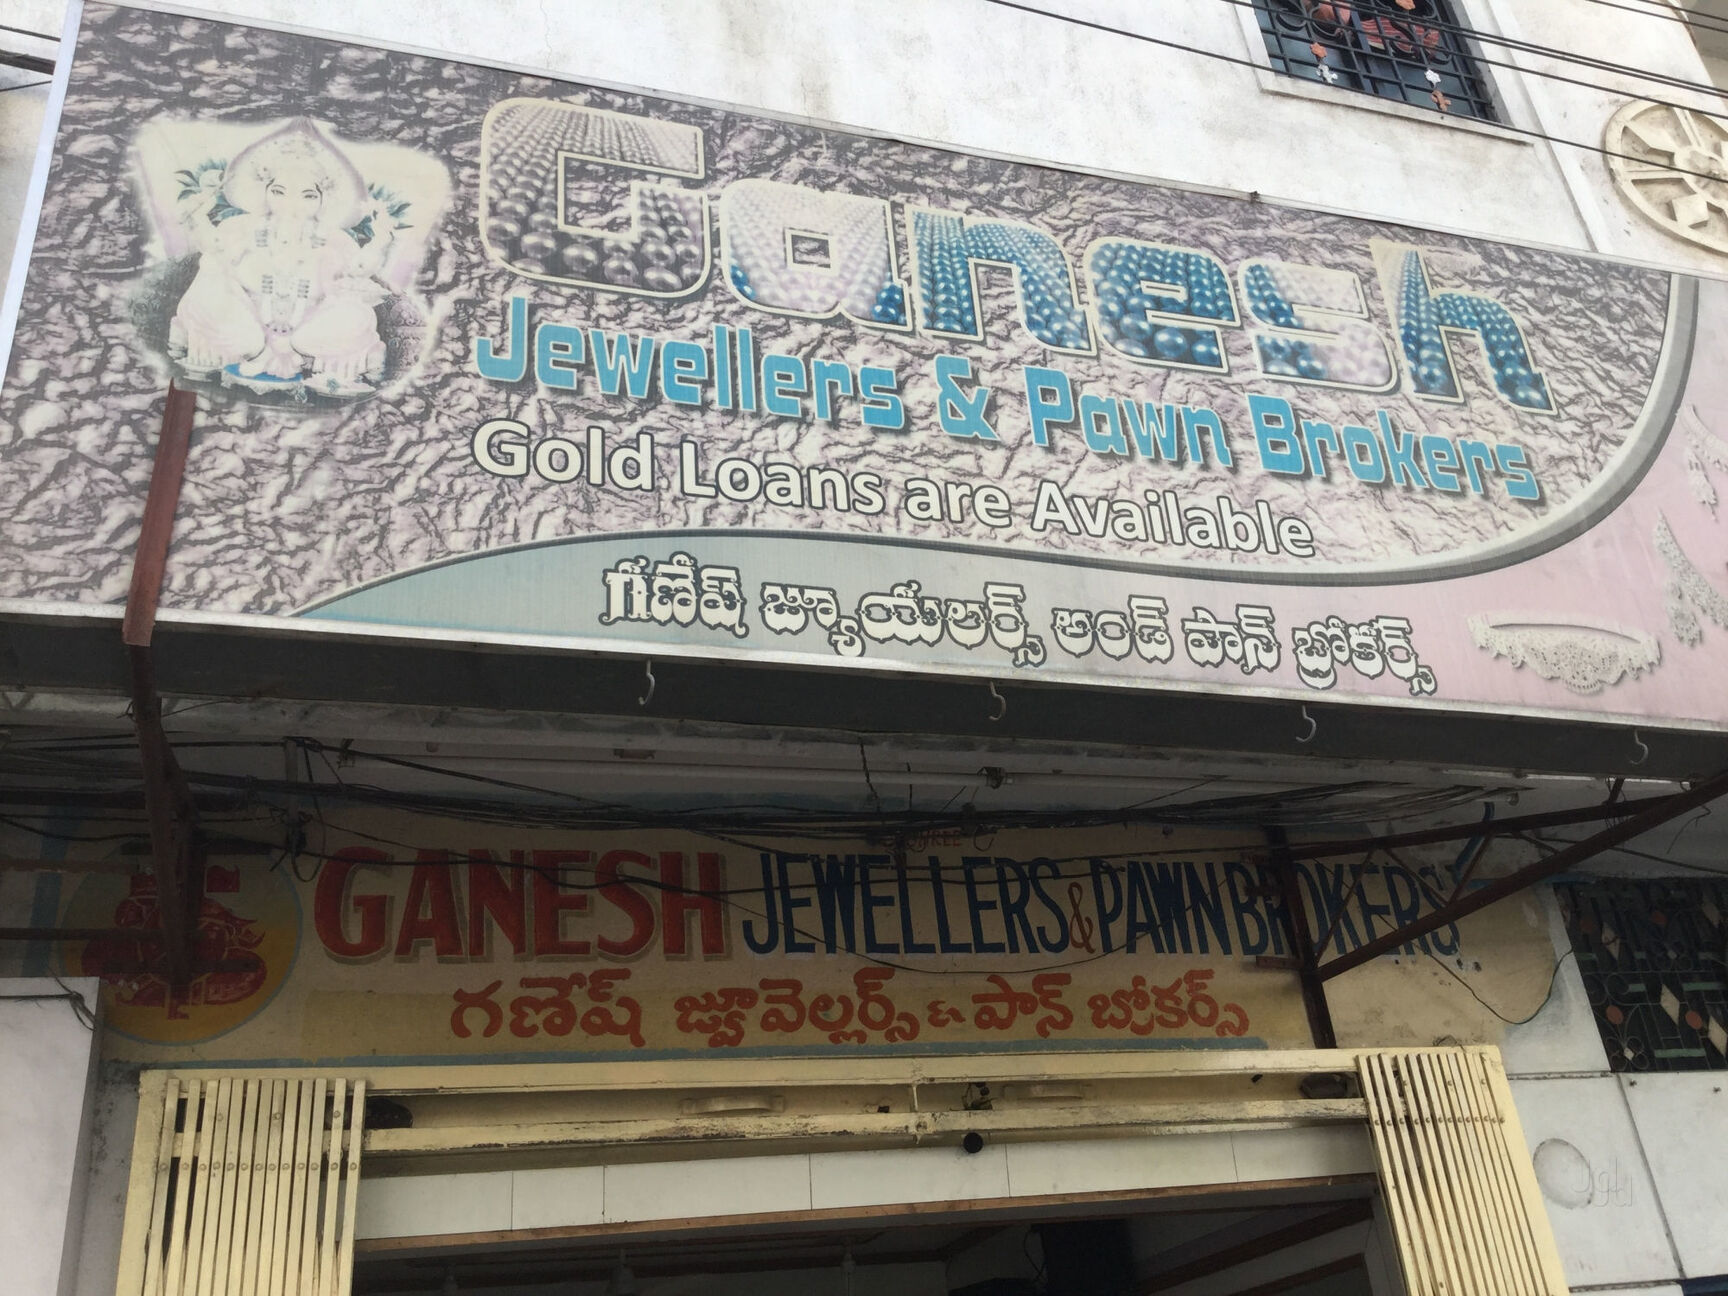 Ganesh
Jewellers & Pawn Brokers
Gold Loans are Available
గణేష్ జ్యూయలర్స్ అండ్ పాన్ బ్రోకర్స్
GANESH JEWELLERS & PAWN BROKERS
గణేష్ జ్యూవెల్లర్స్ & పాన్ బ్రోకర్స్